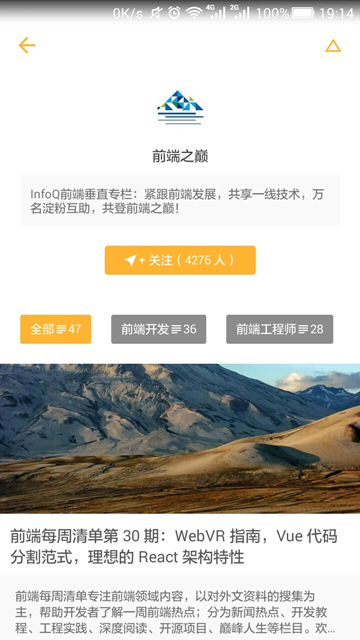 0K/s 4G 2G 100% 19:14
前端之巅
InfoQ前端垂直专栏：紧跟前端发展，共享一线技术，万
名淀粉互助，共登前端之巅！
+ 关注（4276 人）
全部 47 前端开发 36 前端工程师 28
前端每周清单第 30 期：WebVR 指南，Vue 代码
分割范式，理想的 React 架构特性
前端每周清单专注前端领域内容，以对外文资料的搜集为
主，帮助开发者了解一周前端热点；分为新闻热点、开发教
程、工程实践、深度阅读、开源项目、巅峰人生等栏目。欢...